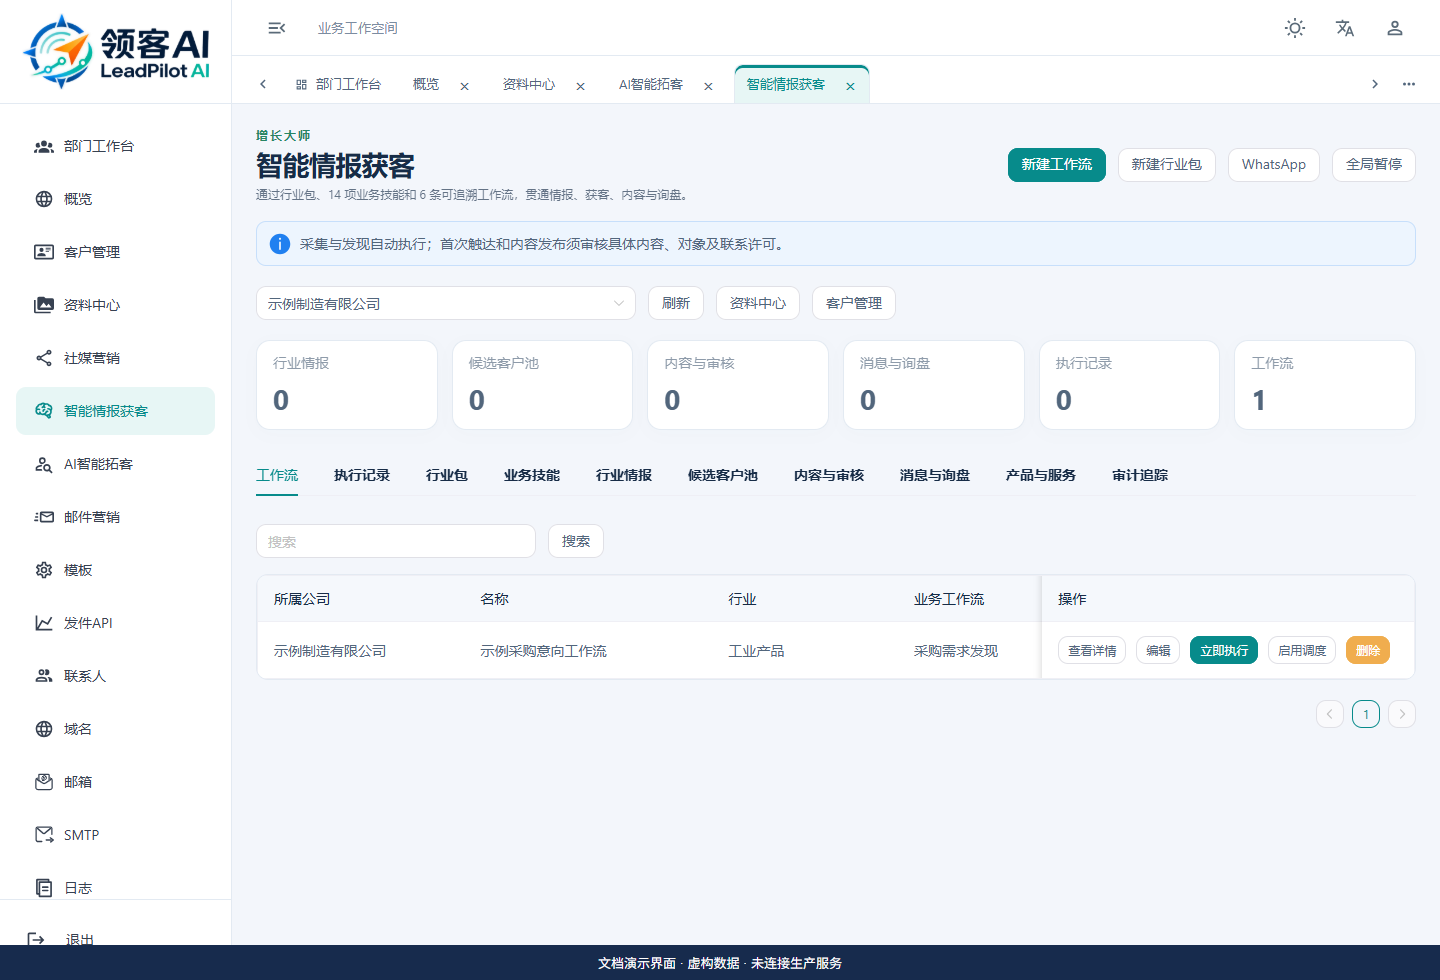 领客AI
LeadPilot AI
业务工作空间
部门工作台 概览 资料中心 AI智能拓客 智能情报获客
部门工作台
概览
客户管理
资料中心
社媒营销
智能情报获客
AI智能拓客
邮件营销
模板
发件API
联系人
域名
邮箱
SMTP
日志
退出
增长大师
智能情报获客
通过行业包、14 项业务技能和 6 条可追溯工作流，贯通情报、获客、内容与询盘。
新建工作流 新建行业包 WhatsApp 全局暂停
采集与发现自动执行；首次触达和内容发布须审核具体内容、对象及联系许可。
示例制造有限公司 刷新 资料中心 客户管理
行业情报 候选客户池 内容与审核 消息与询盘 执行记录 工作流
0 0 0 0 0 1
工作流 执行记录 行业包 业务技能 行业情报 候选客户池 内容与审核 消息与询盘 产品与服务 审计追踪
搜索 搜索
所属公司 名称 行业 业务工作流 操作
示例制造有限公司 示例采购意向工作流 工业产品 采购需求发现 查看详情 编辑 立即执行 启用调度 删除
1
文档演示界面 · 虚构数据 · 未连接生产服务